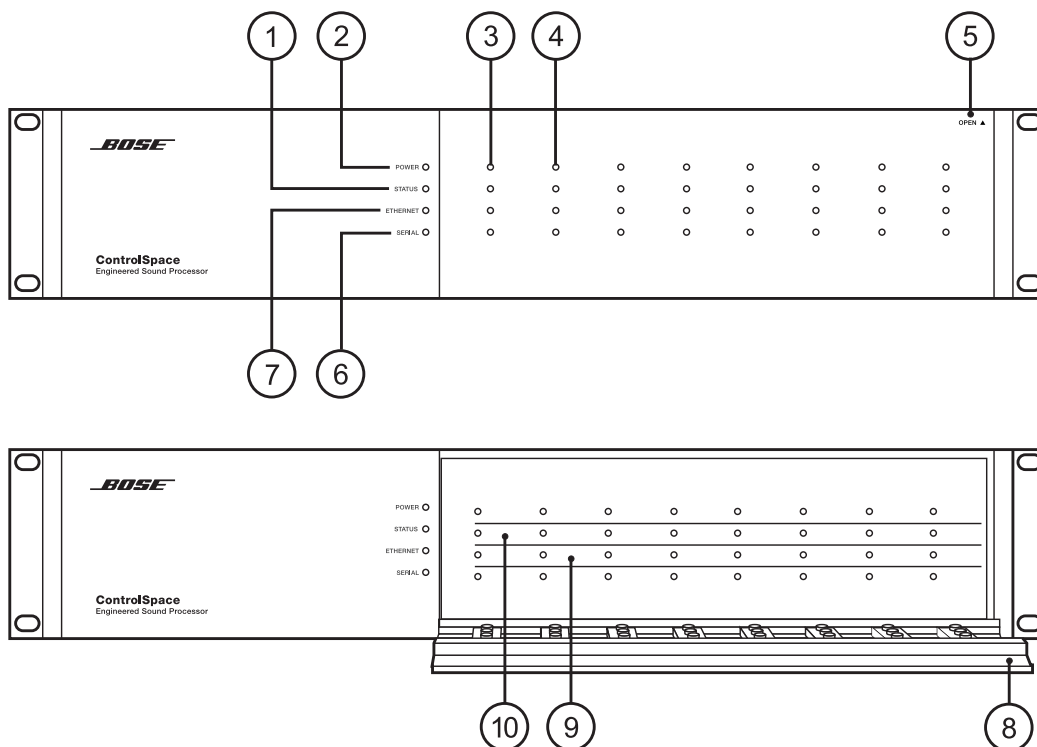 1
2
3
4
5
OPEN ▲
BOSE
POWER
STATUS
ETHERNET
SERIAL
ControlSpace
Engineered Sound Processor
7
6
BOSE
POWER
STATUS
ETHERNET
SERIAL
ControlSpace
Engineered Sound Processor
10
9
8